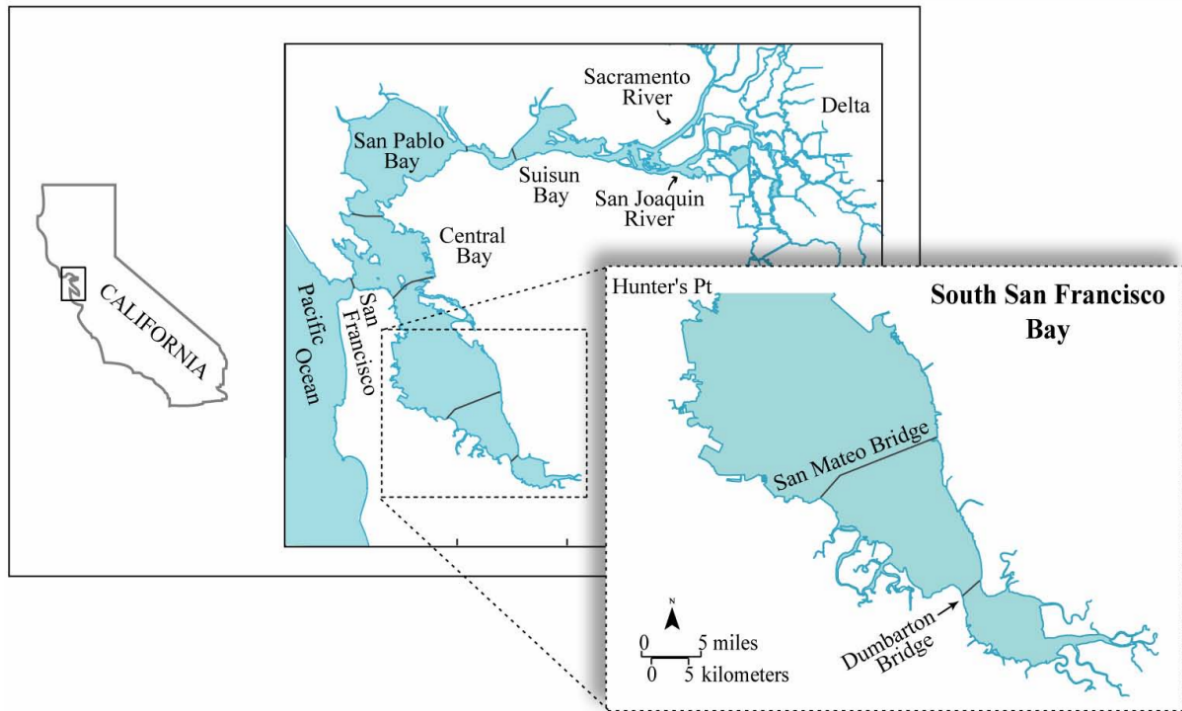 Sacramento
River
Delta
San Pablo
Bay
Suisun
Bay
San Joaquin
River
Central
Bay
San
Francisco
Pacific
Ocean
CALIFORNIA
Hunter's Pt
South San Francisco
Bay
San Mateo Bridge
Dumbarton
Bridge
N
0 5 miles
0 5 kilometers